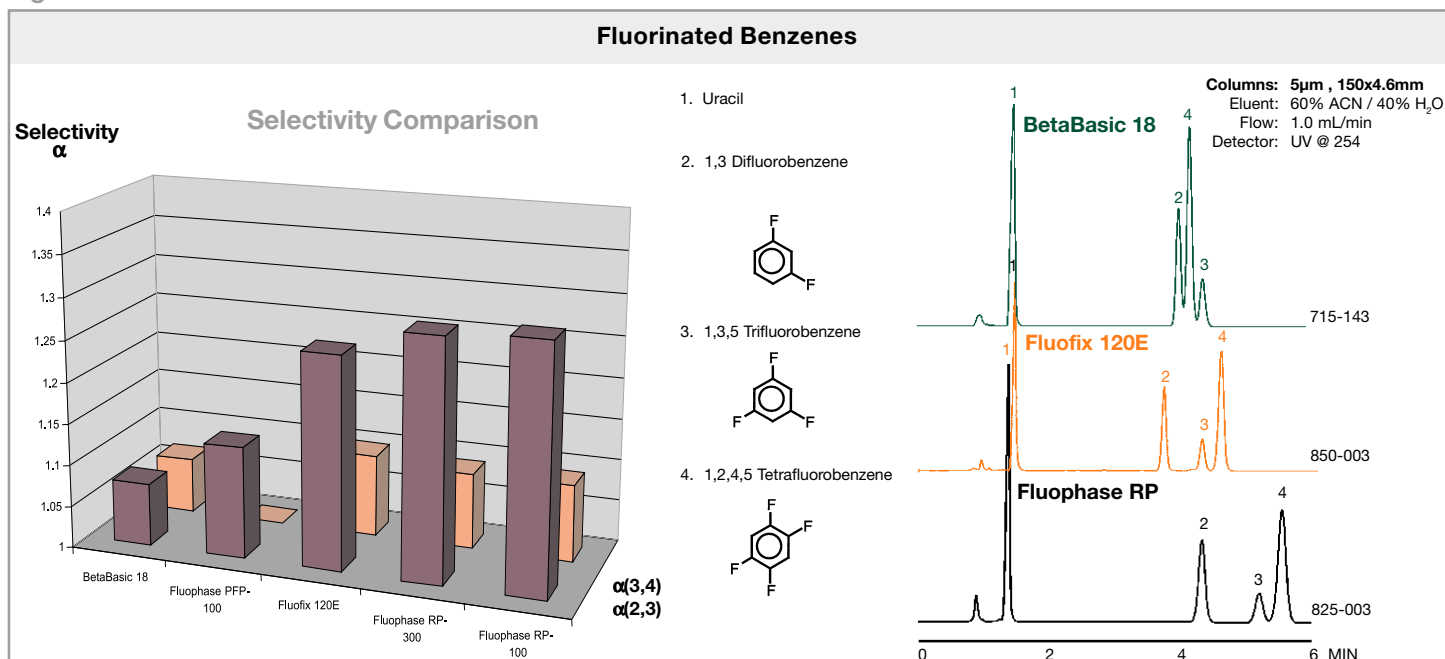 Fluorinated Benzenes
Selectivity
α
Selectivity Comparison
1,4
1,35
1,3
1,25
1,2
1,15
1,1
1,05
1
BetaBasic 18
Fluophase PFP-
100
Fluofix 120E
Fluophase RP-
300
Fluophase RP-
100
α(3,4)
α(2,3)
1. Uracil
2. 1,3 Difluorobenzene
F
F
3. 1,3,5 Trifluorobenzene
F
F
F
4. 1,2,4,5 Tetrafluorobenzene
F
F
F
F
Columns: 5µm , 150x4.6mm
Eluent: 60% ACN / 40% H₂O
Flow: 1.0 mL/min
Detector: UV @ 254
BetaBasic 18
1
2
4
3
715-143
Fluofix 120E
1
2
3
4
850-003
Fluophase RP
1
2
3
4
825-003
0 2 4 6 MIN